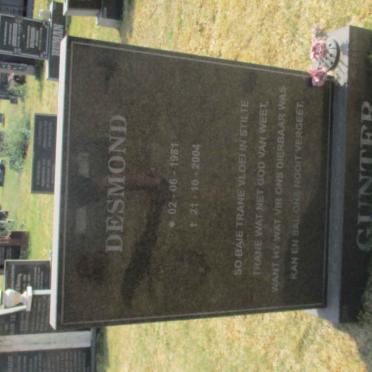 DESMOND
* 02 - 06 - 1981
† 21 - 10 - 2004
SO BAIE TRANE VLOEI IN STILTE
TRANE WAT NET GOD VAN WEET,
WANT HY WAT VIR ONS DIERBAAR WAS
KAN EN SAL ONS NOOIT VERGEET.
GUNTER